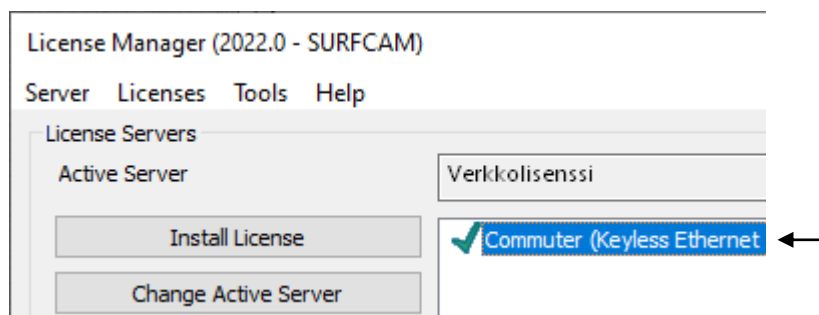 License Manager (2022.0 - SURFCAM)
Server Licenses Tools Help
License Servers
Active Server Verkkolisenssi
Install License Commuter (Keyless Ethernet
Change Active Server